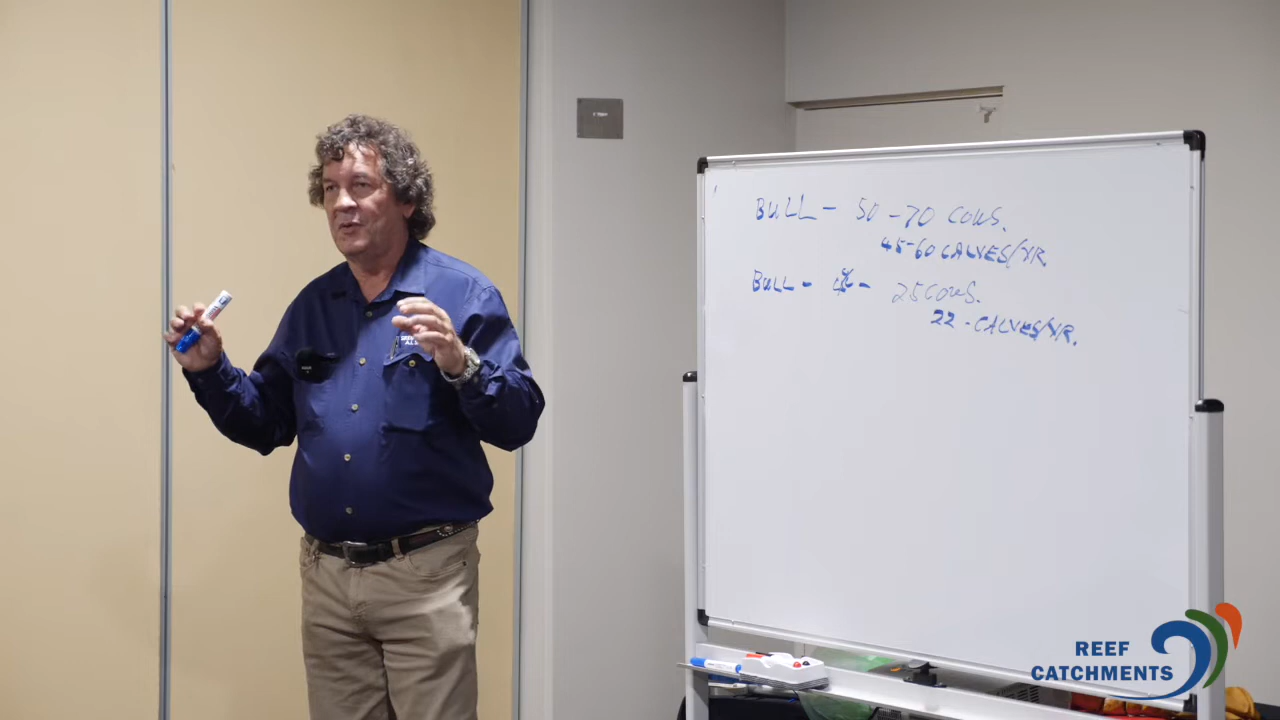 BULL - 50 - 70 COWS.
45-60 CALVES/YR
BULL - 25 COWS.
22 - CALVES/YR.
REEF
CATCHMENTS